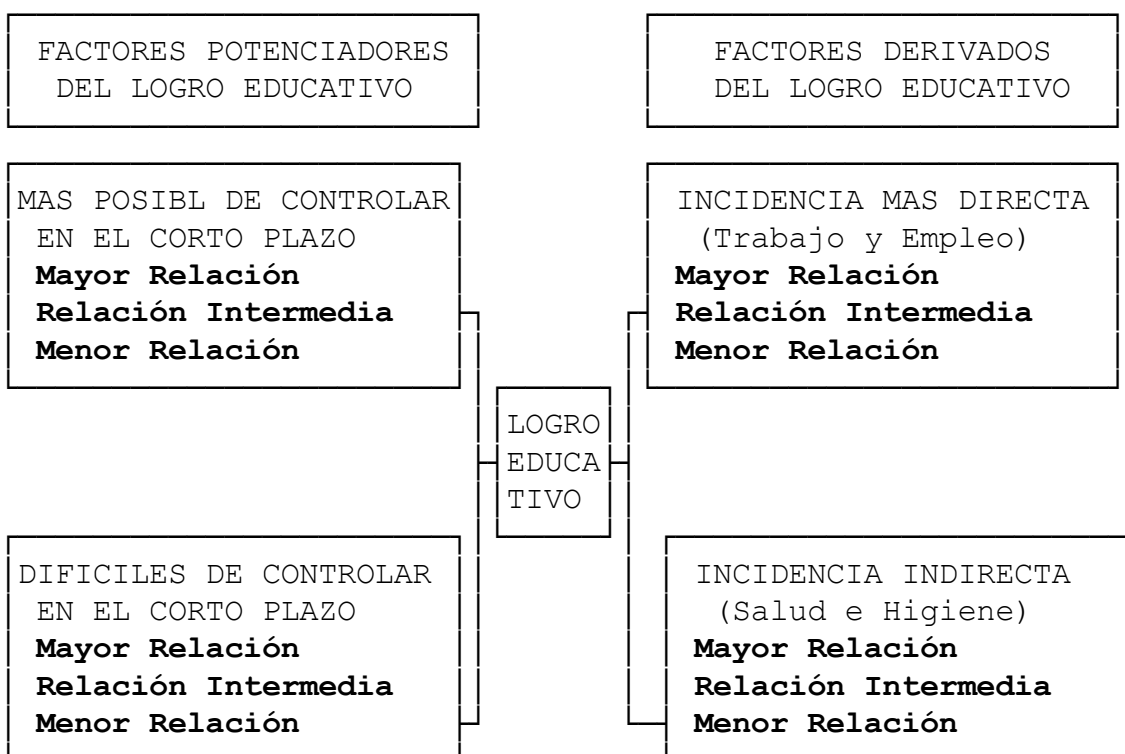 FACTORES POTENCIADORES
DEL LOGRO EDUCATIVO
FACTORES DERIVADOS
DEL LOGRO EDUCATIVO
MAS POSIBL DE CONTROLAR
EN EL CORTO PLAZO
Mayor Relación
Relación Intermedia
Menor Relación
INCIDENCIA MAS DIRECTA
(Trabajo y Empleo)
Mayor Relación
Relación Intermedia
Menor Relación
LOGRO
EDUCA
TIVO
DIFICILES DE CONTROLAR
EN EL CORTO PLAZO
Mayor Relación
Relación Intermedia
Menor Relación
INCIDENCIA INDIRECTA
(Salud e Higiene)
Mayor Relación
Relación Intermedia
Menor Relación